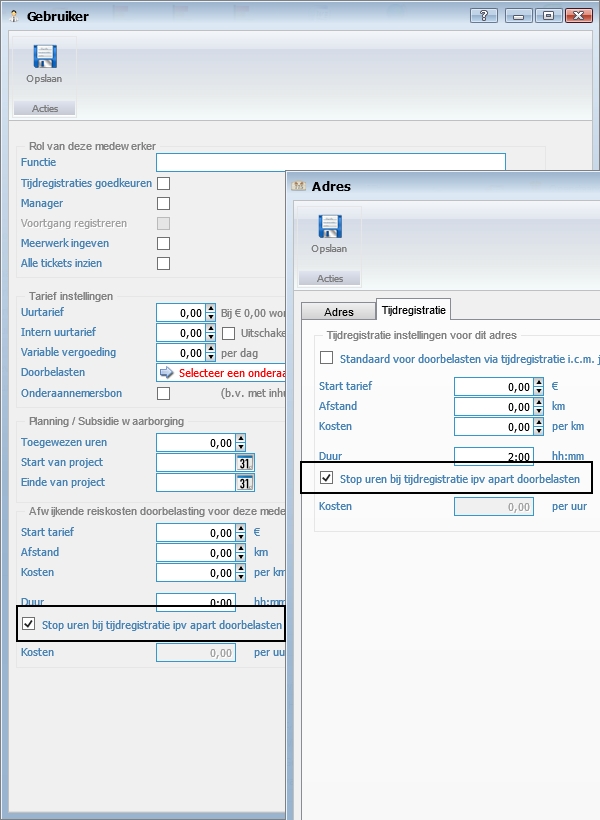 Gebruiker
Opslaan
Acties
Rol van deze medewerker
Functie
Tijdregistraties goedkeuren
Manager
Voortgang registreren
Meerwerk ingeven
Alle tickets inzien
Tarief instellingen
Uurtarief 0,00 Bij € 0,00 wor
Intern uurtarief 0,00 Uitschake
Variable vergoeding 0,00 per dag
Doorbelasten Selecteer een onderaa
Onderaannemersbon (b.v. met inh
Planning / Subsidie waarborging
Toegewezen uren 0,00
Start van project 31
Einde van project 31
Afwijkende reiskosten doorbelasting voor deze mede
Start tarief 0,00 €
Afstand 0,00 km
Kosten 0,00 per km
Duur 0:00 hh:mm
Stop uren bij tijdregistratie ipv apart doorbelasten
Kosten 0,00 per uu
Adres
Opslaan
Acties
Adres Tijdregistratie
Tijdregistratie instellingen voor dit adres
Standaard voor doorbelasten via tijdregistratie i.c.m. j
Start tarief 0,00 €
Afstand 0,00 km
Kosten 0,00 per km
Duur 2:00 hh:mm
Stop uren bij tijdregistratie ipv apart doorbelasten
Kosten 0,00 per uur